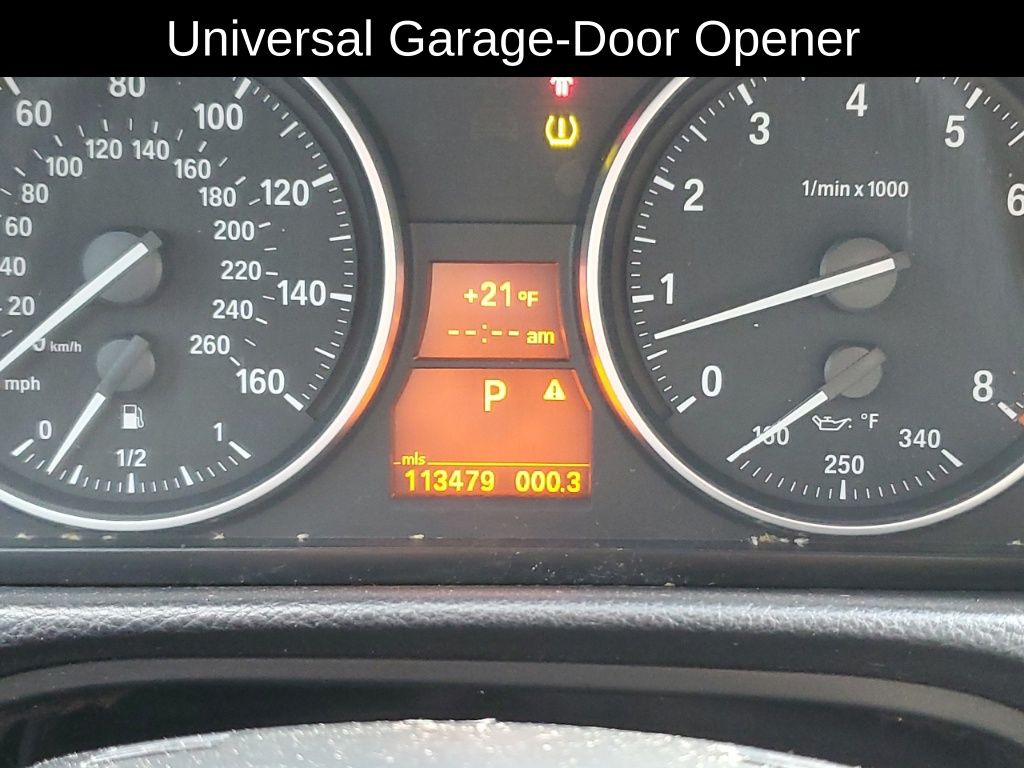 Universal Garage-Door Opener
60 80 100 120 140 160
20 40 60 80 100 120 140 160 180 200 220 240 260
km/h
mph
0 1/2 1
+21 °F
--:-- am
P
mls
113479 000.3
0 1 2 3 4 5 6 8
1/min x 1000
°F
250 340